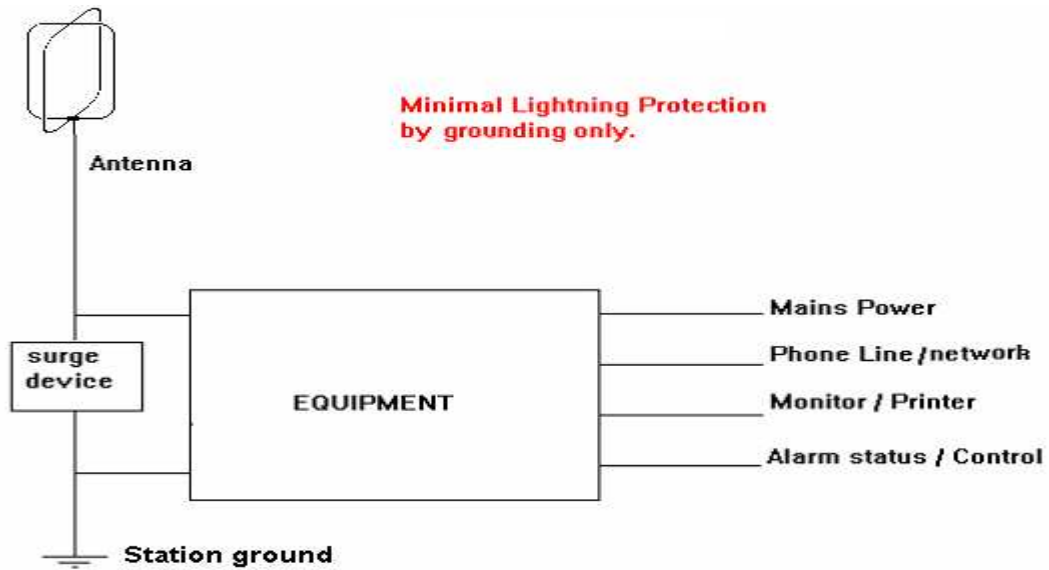 Minimal Lightning Protection
by grounding only.
Antenna
surge
device
EQUIPMENT
Mains Power
Phone Line/network
Monitor / Printer
Alarm status / Control
Station ground